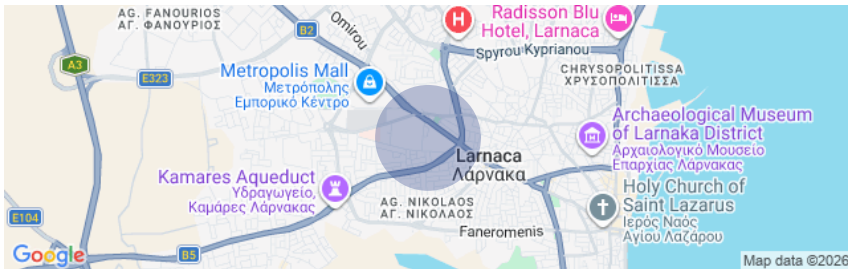 AG. FANOURIOS
ΑΓ. ΦΑΝΟΥΡΙΟΣ
Omirou
B2
H
Radisson Blu
Hotel, Larnaca
Spyrou Kyprianou
A3
E323
Metropolis Mall
Μετρόπολης
Εμπορικό Κέντρο
CHRYSOPOLITISSA
ΧΡΥΣΟΠΟΛΙΤΙΣΣΑ
Archaeological Museum
of Larnaka District
Αρχαιολογικό Μουσείο
Επαρχίας Λάρνακας
Larnaca
Λάρνακα
Kamares Aqueduct
Υδραγωγείο,
Καμάρες Λάρνακας
AG. NIKOLAOS
ΑΓ. ΝΙΚΟΛΑΟΣ
Holy Church of
Saint Lazarus
Ιερός Ναός
Αγίου Λαζάρου
E104
Faneromenis
B5
Google
Map data ©2026